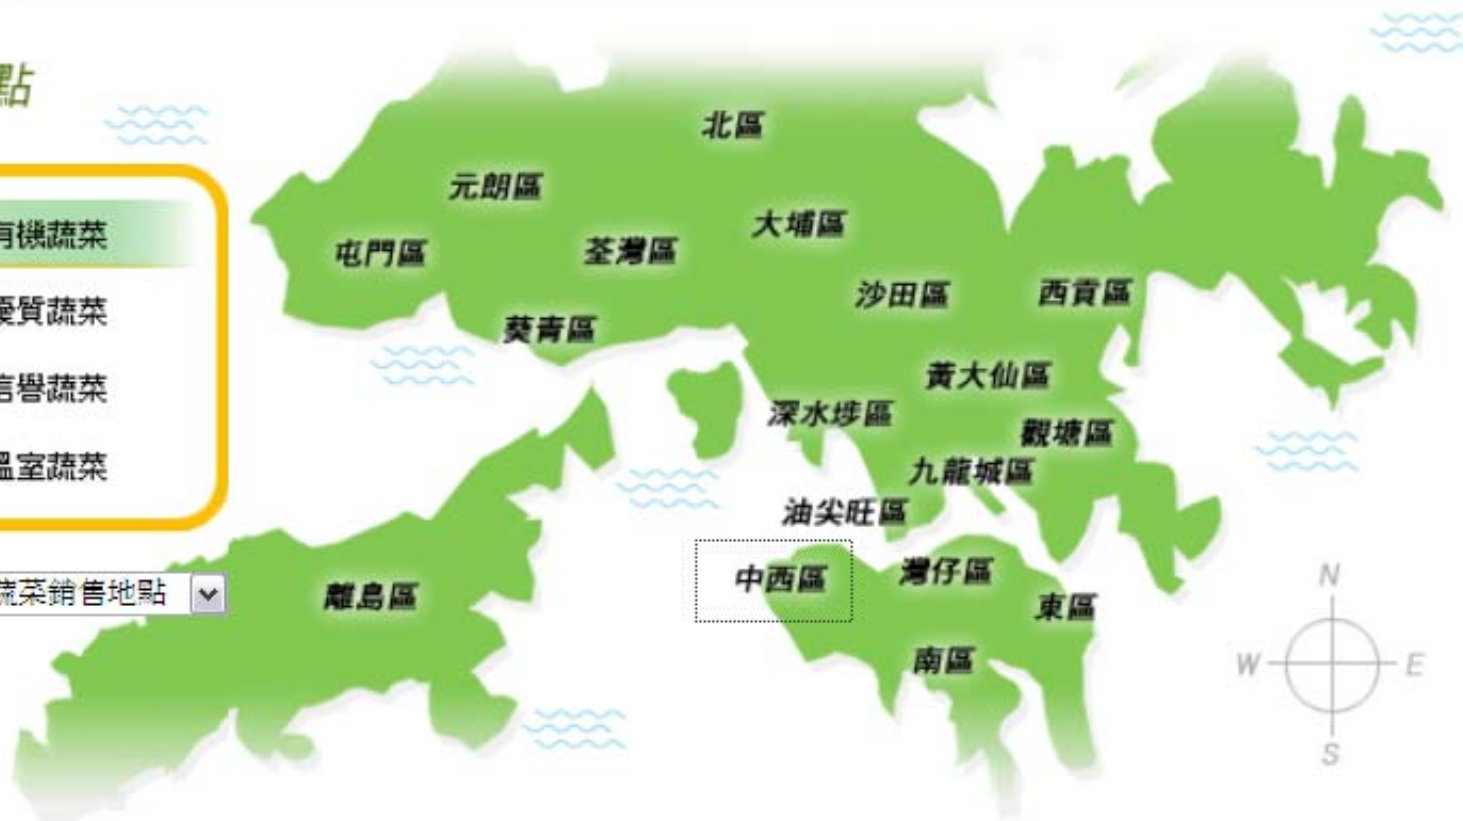 點
有機蔬菜
優質蔬菜
信譽蔬菜
溫室蔬菜
蔬菜銷售地點
北區
元朗區
大埔區
屯門區
荃灣區
沙田區
西貢區
葵青區
黃大仙區
深水埗區
觀塘區
九龍城區
油尖旺區
中西區
灣仔區
離島區
東區
南區
N
W
E
S